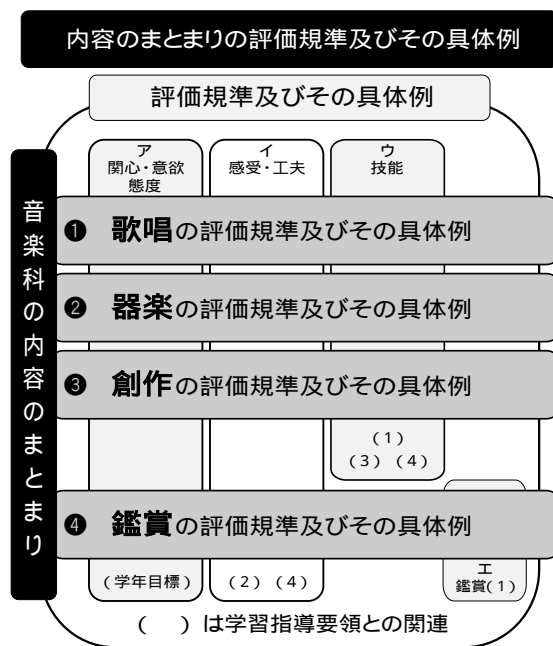 内容のまとまりの評価規準及びその具体例
評価規準及びその具体例
ア
関心・意欲
態度
イ
感受・工夫
ウ
技能
音楽科の内容のまとまり
❶ 歌唱の評価規準及びその具体例
❷ 器楽の評価規準及びその具体例
❸ 創作の評価規準及びその具体例
(1)
(3) (4)
❹ 鑑賞の評価規準及びその具体例
(学年目標)
(2) (4)
エ
鑑賞(1)
(　) は学習指導要領との関連